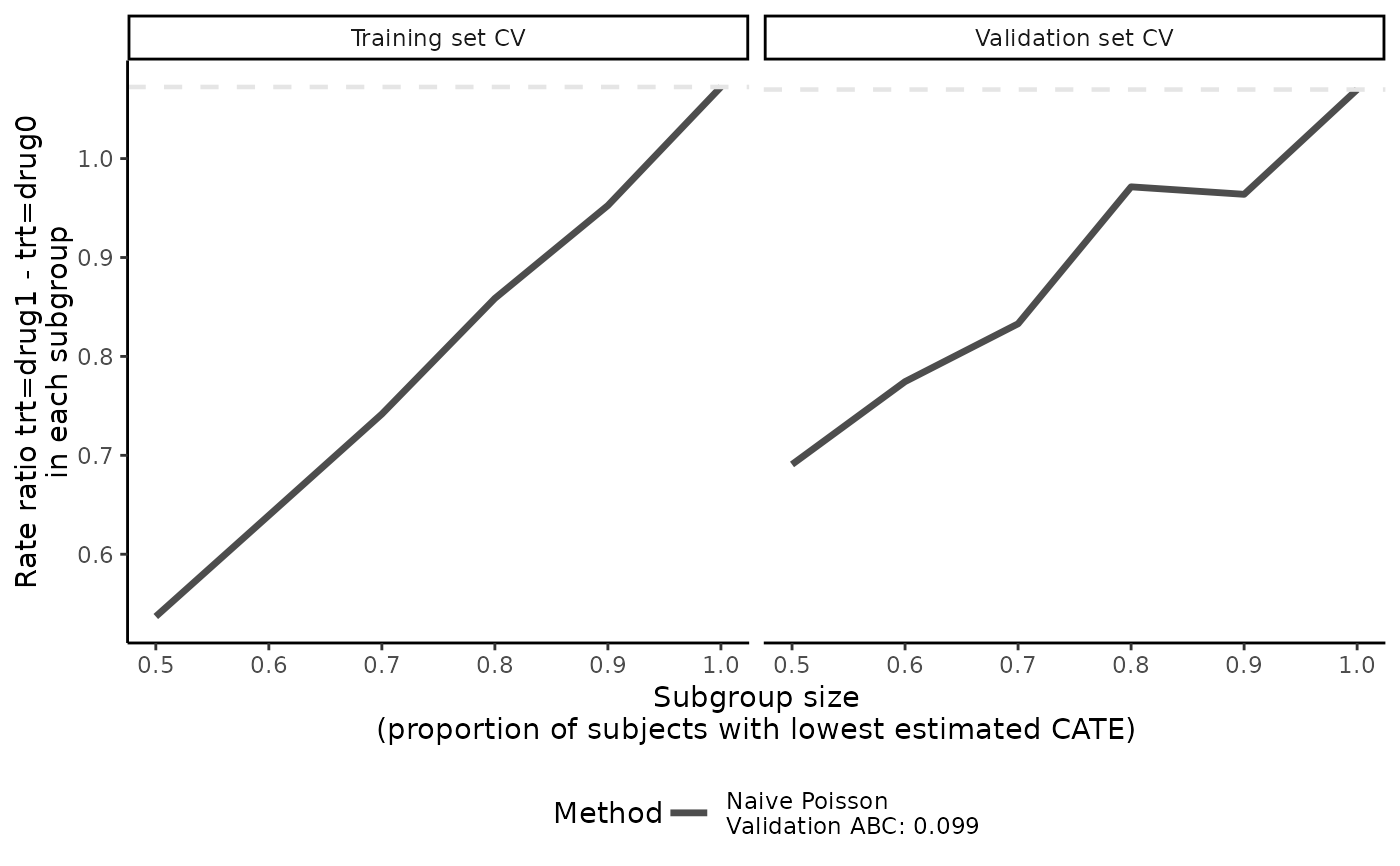 Training set CV
Validation set CV
Rate ratio trt=drug1 - trt=drug0
in each subgroup
1.0
0.9
0.8
0.7
0.6
0.5 0.6 0.7 0.8 0.9 1.0
0.5 0.6 0.7 0.8 0.9 1.0
Subgroup size
(proportion of subjects with lowest estimated CATE)
Method
Naive Poisson
Validation ABC: 0.099